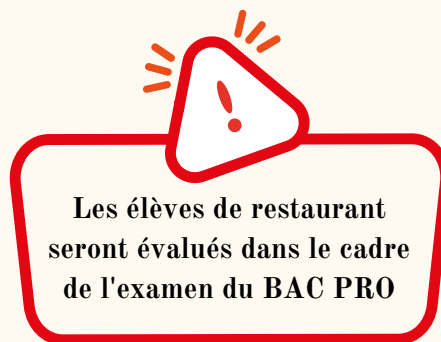 Les élèves de restaurant
seront évalués dans le cadre
de l'examen du BAC PRO